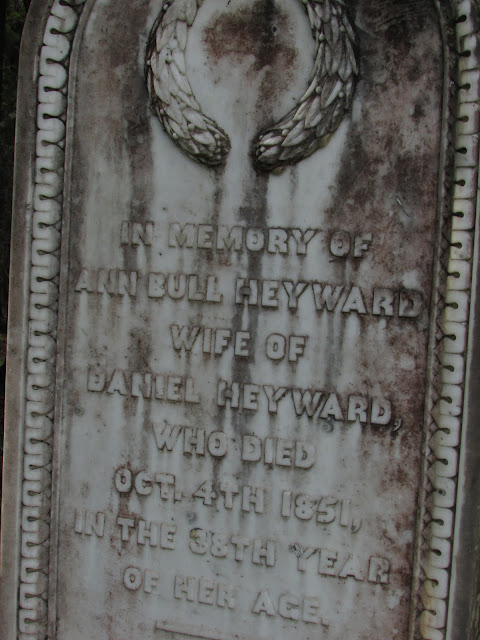 IN MEMORY OF
ANN BULL HEYWARD
WIFE OF
DANIEL HEYWARD,
WHO DIED
OCT. 4TH 1851,
IN THE 38TH YEAR
OF HER AGE.